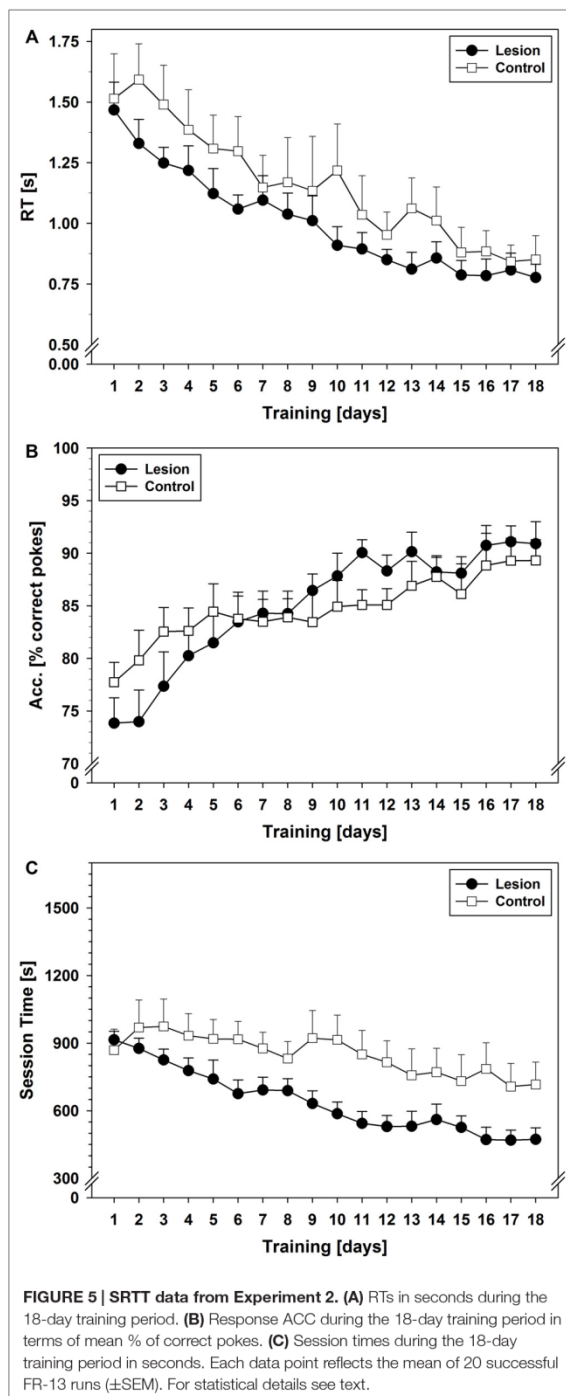 A
1.75
1.50
1.25
1.00
0.75
0.50
0.00
RT [s]
Lesion
Control
1 2 3 4 5 6 7 8 9 10 11 12 13 14 15 16 17 18
Training [days]
B
100
95
90
85
80
75
70
0
Acc. [% correct pokes]
Lesion
Control
1 2 3 4 5 6 7 8 9 10 11 12 13 14 15 16 17 18
Training [days]
C
1500
1200
900
600
300
0
Session Time [s]
Lesion
Control
1 2 3 4 5 6 7 8 9 10 11 12 13 14 15 16 17 18
Training [days]
FIGURE 5 | SRTT data from Experiment 2. (A) RTs in seconds during the
18-day training period. (B) Response ACC during the 18-day training period in
terms of mean % of correct pokes. (C) Session times during the 18-day
training period in seconds. Each data point reflects the mean of 20 successful
FR-13 runs (±SEM). For statistical details see text.